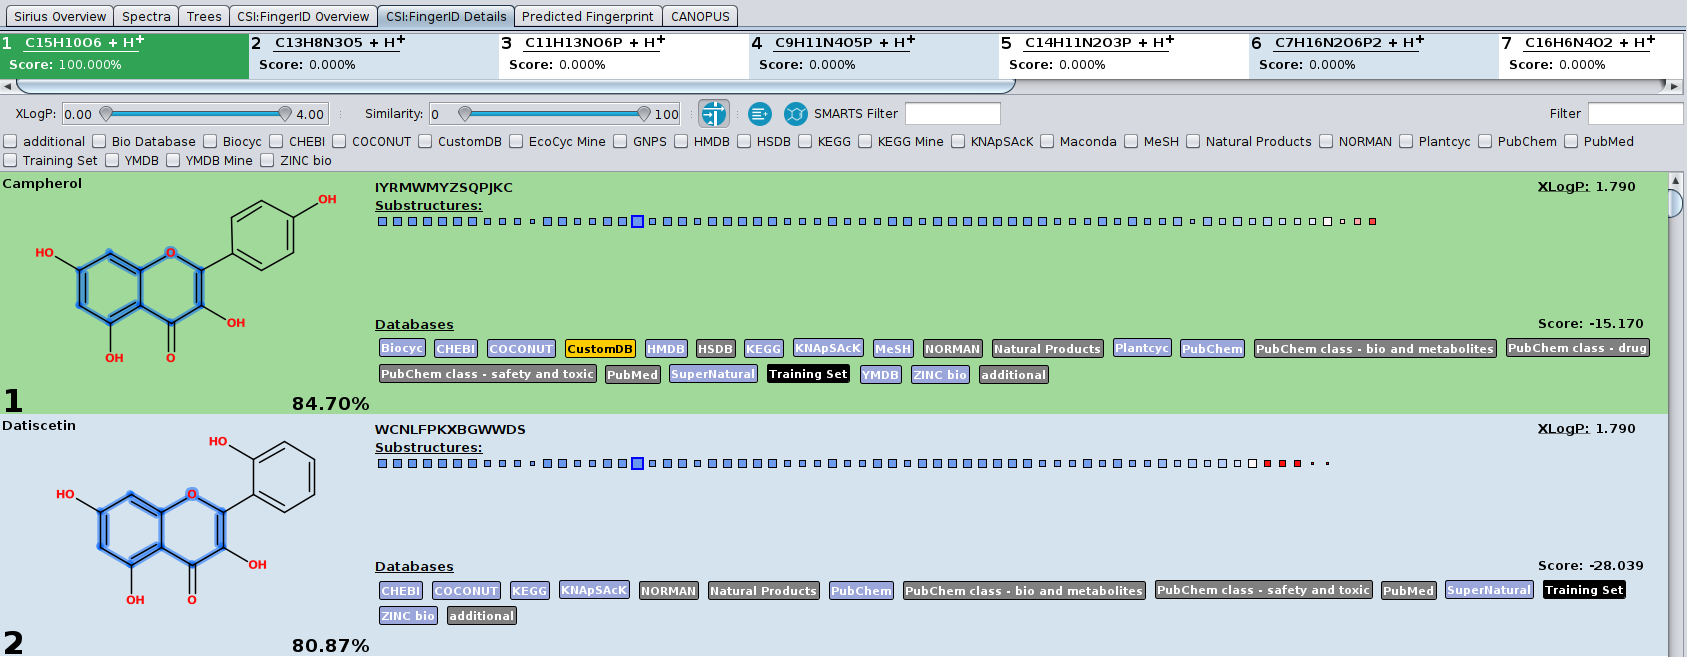 Sirius Overview Spectra Trees CSI:FingerID Overview CSI:FingerID Details Predicted Fingerprint CANOPUS
1 C15H10O6 + H+ 2 C13H8N3O5 + H+ 3 C11H13NO6P + H+ 4 C9H11N4O5P + H+ 5 C14H11N2O3P + H+ 6 C7H16N2O6P2 + H+ 7 C16H6N4O2 + H+
Score: 100.000% Score: 0.000% Score: 0.000% Score: 0.000% Score: 0.000% Score: 0.000% Score: 0.000%
XLogP: 0.00 4.00 Similarity: 0 100 SMARTS Filter Filter
additional Bio Database Biocyc CHEBI COCONUT CustomDB EcoCyc Mine GNPS HMDB HSDB KEGG KEGG Mine KNApSAcK Maconda MeSH Natural Products NORMAN Plantcyc PubChem PubMed
Training Set YMDB YMDB Mine ZINC bio
Campherol IYRMWMYZSQPJKC XLogP: 1.790
Substructures:
OH
HO O
OH
OH O
Databases Score: -15.170
Biocyc CHEBI COCONUT CustomDB HMDB HSDB KEGG KNApSAcK MeSH NORMAN Natural Products Plantcyc PubChem PubChem class - bio and metabolites PubChem class - drug
PubChem class - safety and toxic PubMed SuperNatural Training Set YMDB ZINC bio additional
1 84.70%
Datiscetin WCNLFPKXBGWWDS XLogP: 1.790
Substructures:
HO
HO O
OH
OH O
Databases Score: -28.039
CHEBI COCONUT KEGG KNApSAcK NORMAN Natural Products PubChem PubChem class - bio and metabolites PubChem class - safety and toxic PubMed SuperNatural Training Set
ZINC bio additional
2 80.87%